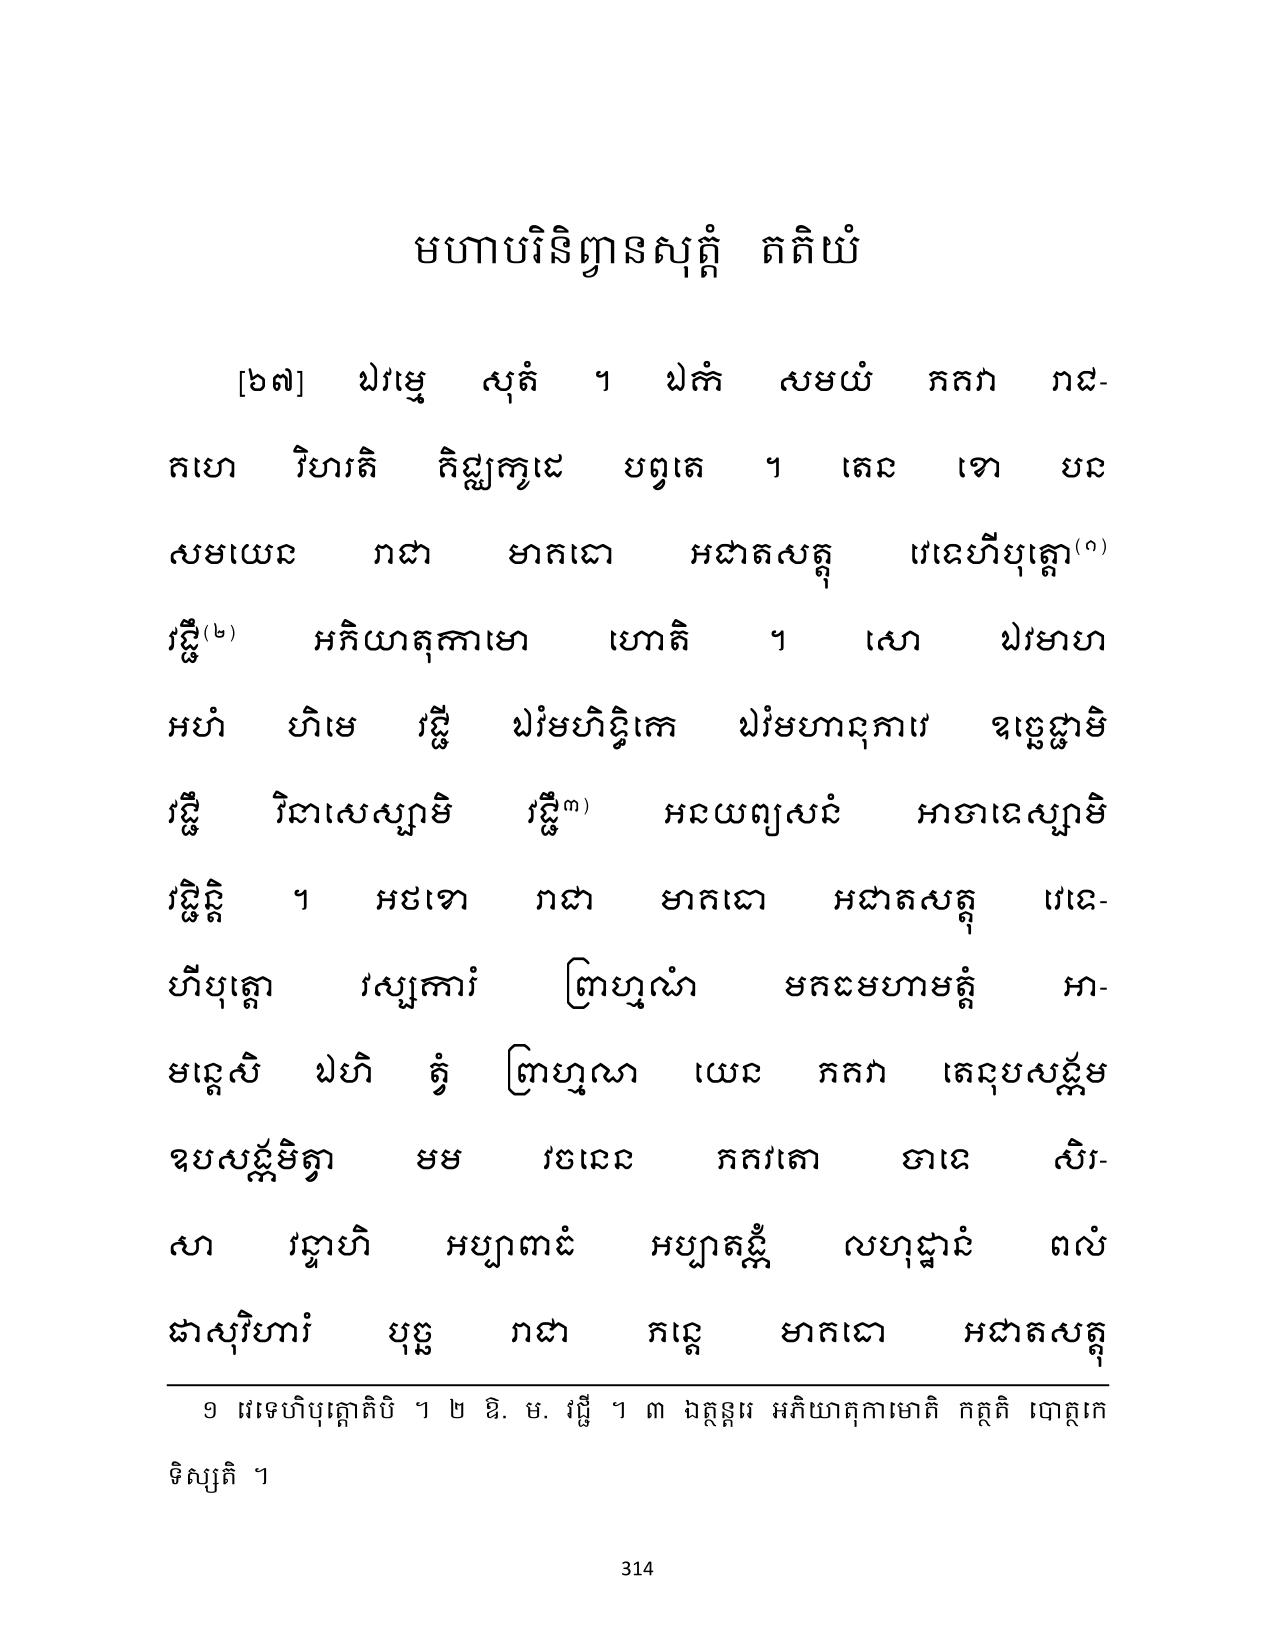 មហាបរិនិព្វានសុត្តំ តតិយំ
[៦៧] ឯវម្មេ សុតំ ។ ឯកំ សមយំ ភគវា រាជ-
គហេ វិហរតិ គិជ្ឈកូដេ បព្វតេ ។ តេន ខោ បន
សមយេន រាជា មាគធោ អជាតសត្តុ វេទេហីបុត្តោ(១)
វជ្ជឹ(២) អភិយាតុកាមោ ហោតិ ។ សោ ឯវមាហ
អហំ ហិមេ វជ្ជី ឯវំមហិទ្ធិកេ ឯវំមហានុភាវេ ឧច្ឆេជ្ជាមិ
វជ្ជឹ វិនាសេស្សាមិ វជ្ជឹ៣) អនយព្យសនំ អាបាទេស្សាមិ
វជ្ជិន្តិ ។ អថខោ រាជា មាគធោ អជាតសត្តុ វេទេ-
ហីបុត្តោ វស្សការំ ព្រាហ្មណំ មគធមហាមត្តំ អា-
មន្តេសិ ឯហិ ត្វំ ព្រាហ្មណ យេន ភគវា តេនុបសង្កម
ឧបសង្កមិត្វា មម វចនេន ភគវតោ បាទេ សិរ-
សា វន្ទាហិ អប្បាពាធំ អប្បាតង្កំ លហុដ្ឋានំ ពលំ
ផាសុវិហារំ បុច្ឆ រាជា ភន្តេ មាគធោ អជាតសត្តុ
១ វេទេហិបុត្តោតិបិ ។ ២ ឱ. ម. វជ្ជី ។ ៣ ឯត្ថន្តរេ អភិយាតុកាមោតិ កត្ថតិ បោត្ថកេ
ទិស្សតិ ។
314